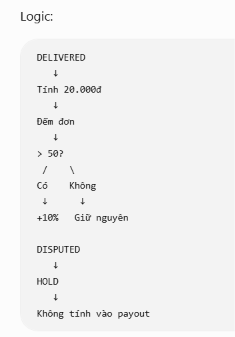 Logic:
DELIVERED
↓
Tính 20.000đ
↓
Đếm đơn
↓
> 50?
/ \
Có Không
↓ ↓
+10% Giữ nguyên
DISPUTED
↓
HOLD
↓
Không tính vào payout